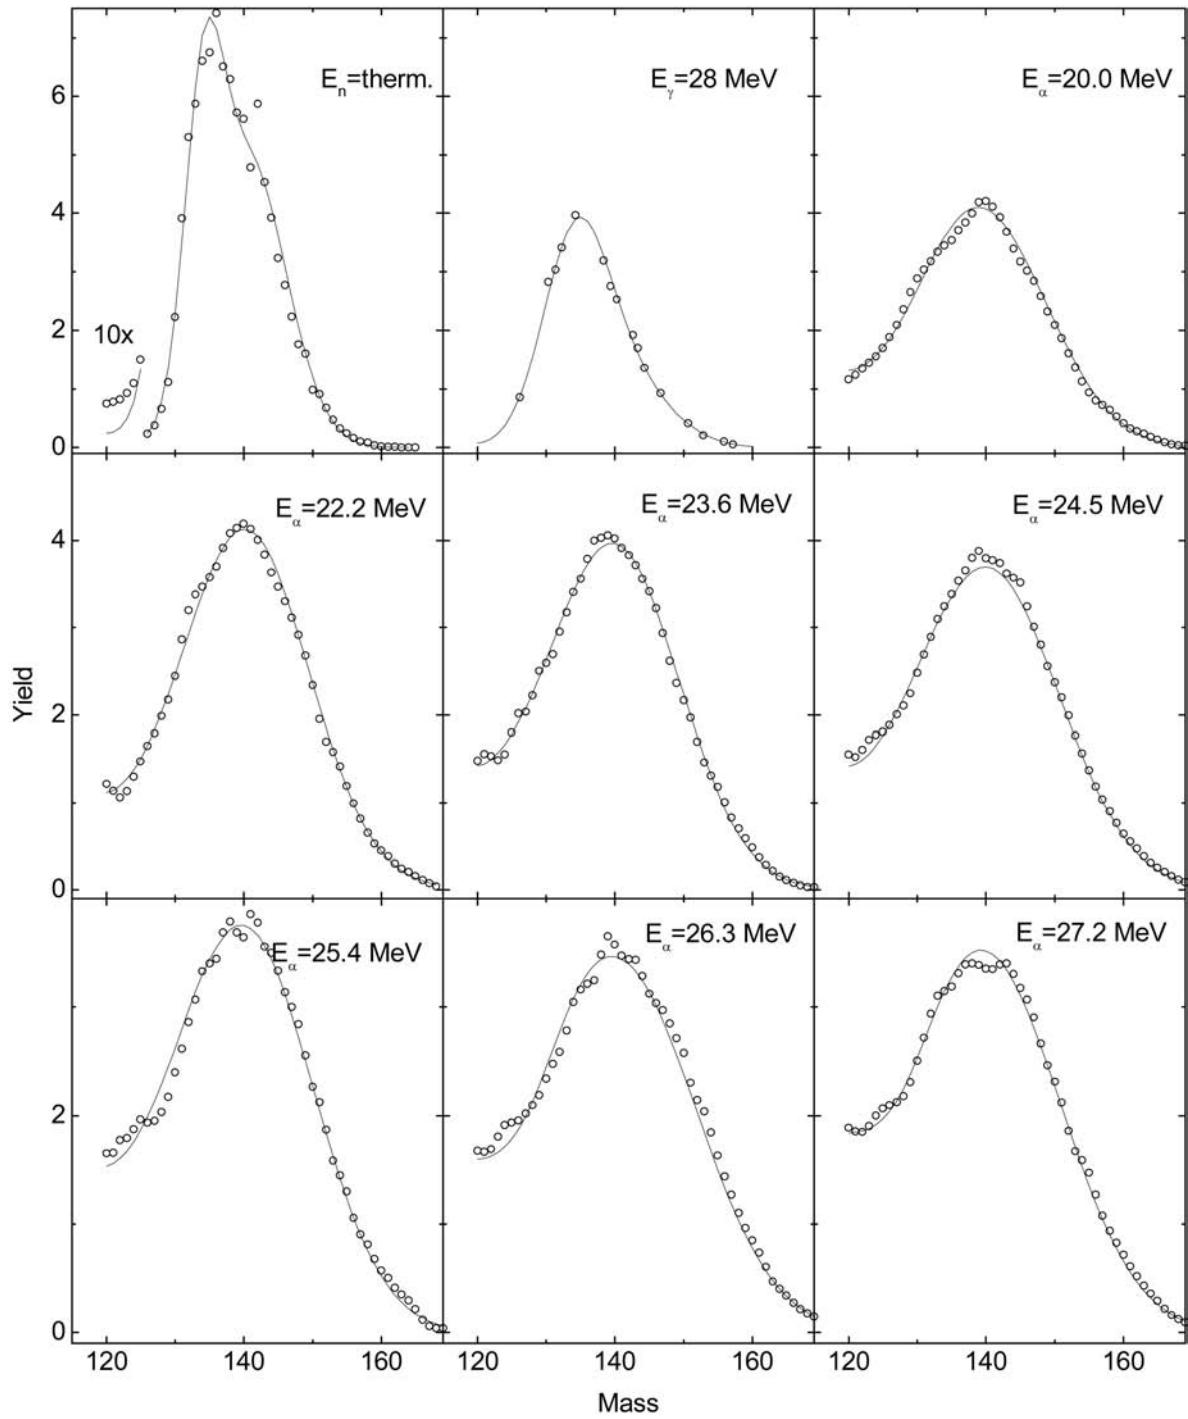 E_n=therm.
E_γ=28 MeV
E_α=20.0 MeV
6
4
10x
2
0
E_α=22.2 MeV
E_α=23.6 MeV
E_α=24.5 MeV
4
2
0
Yield
E_α=25.4 MeV
E_α=26.3 MeV
E_α=27.2 MeV
2
0
120 140 160 120 140 160 120 140 160
Mass